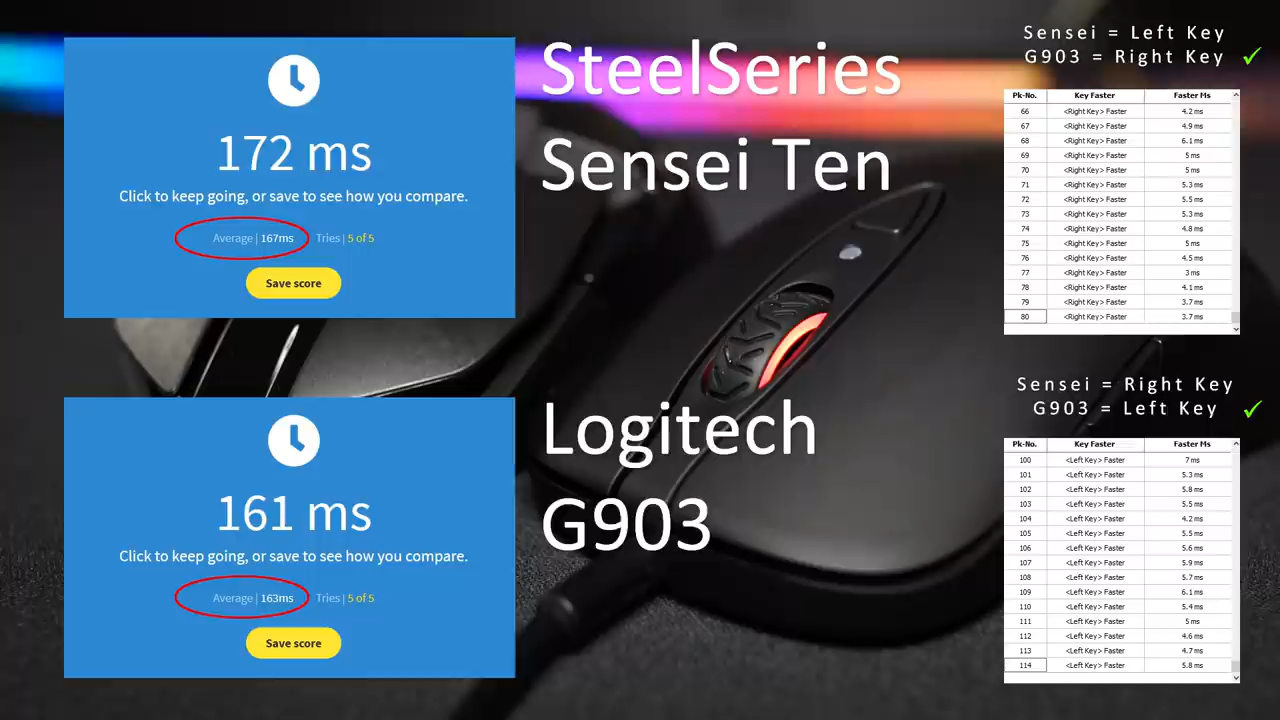 172 ms
Click to keep going, or save to see how you compare.
Average | 167ms Tries | 5 of 5
Save score
SteelSeries
Sensei Ten
Sensei = Left Key
G903 = Right Key
Pk-No. Key Faster Faster Ms
66 <Right Key> Faster 4.2 ms
67 <Right Key> Faster 4.9 ms
68 <Right Key> Faster 6.1 ms
69 <Right Key> Faster 5 ms
70 <Right Key> Faster 5 ms
71 <Right Key> Faster 5.3 ms
72 <Right Key> Faster 5.5 ms
73 <Right Key> Faster 5.3 ms
74 <Right Key> Faster 4.8 ms
75 <Right Key> Faster 5 ms
76 <Right Key> Faster 4.5 ms
77 <Right Key> Faster 3 ms
78 <Right Key> Faster 4.1 ms
79 <Right Key> Faster 3.7 ms
80 <Right Key> Faster 3.7 ms
161 ms
Click to keep going, or save to see how you compare.
Average | 163ms Tries | 5 of 5
Save score
Logitech
G903
Sensei = Right Key
G903 = Left Key
Pk-No. Key Faster Faster Ms
100 <Left Key> Faster 7 ms
101 <Left Key> Faster 5.3 ms
102 <Left Key> Faster 5.8 ms
103 <Left Key> Faster 5.5 ms
104 <Left Key> Faster 4.2 ms
105 <Left Key> Faster 5.5 ms
106 <Left Key> Faster 5.6 ms
107 <Left Key> Faster 5.9 ms
108 <Left Key> Faster 5.7 ms
109 <Left Key> Faster 6.1 ms
110 <Left Key> Faster 5.4 ms
111 <Left Key> Faster 5 ms
112 <Left Key> Faster 4.6 ms
113 <Left Key> Faster 4.7 ms
114 <Left Key> Faster 5.8 ms